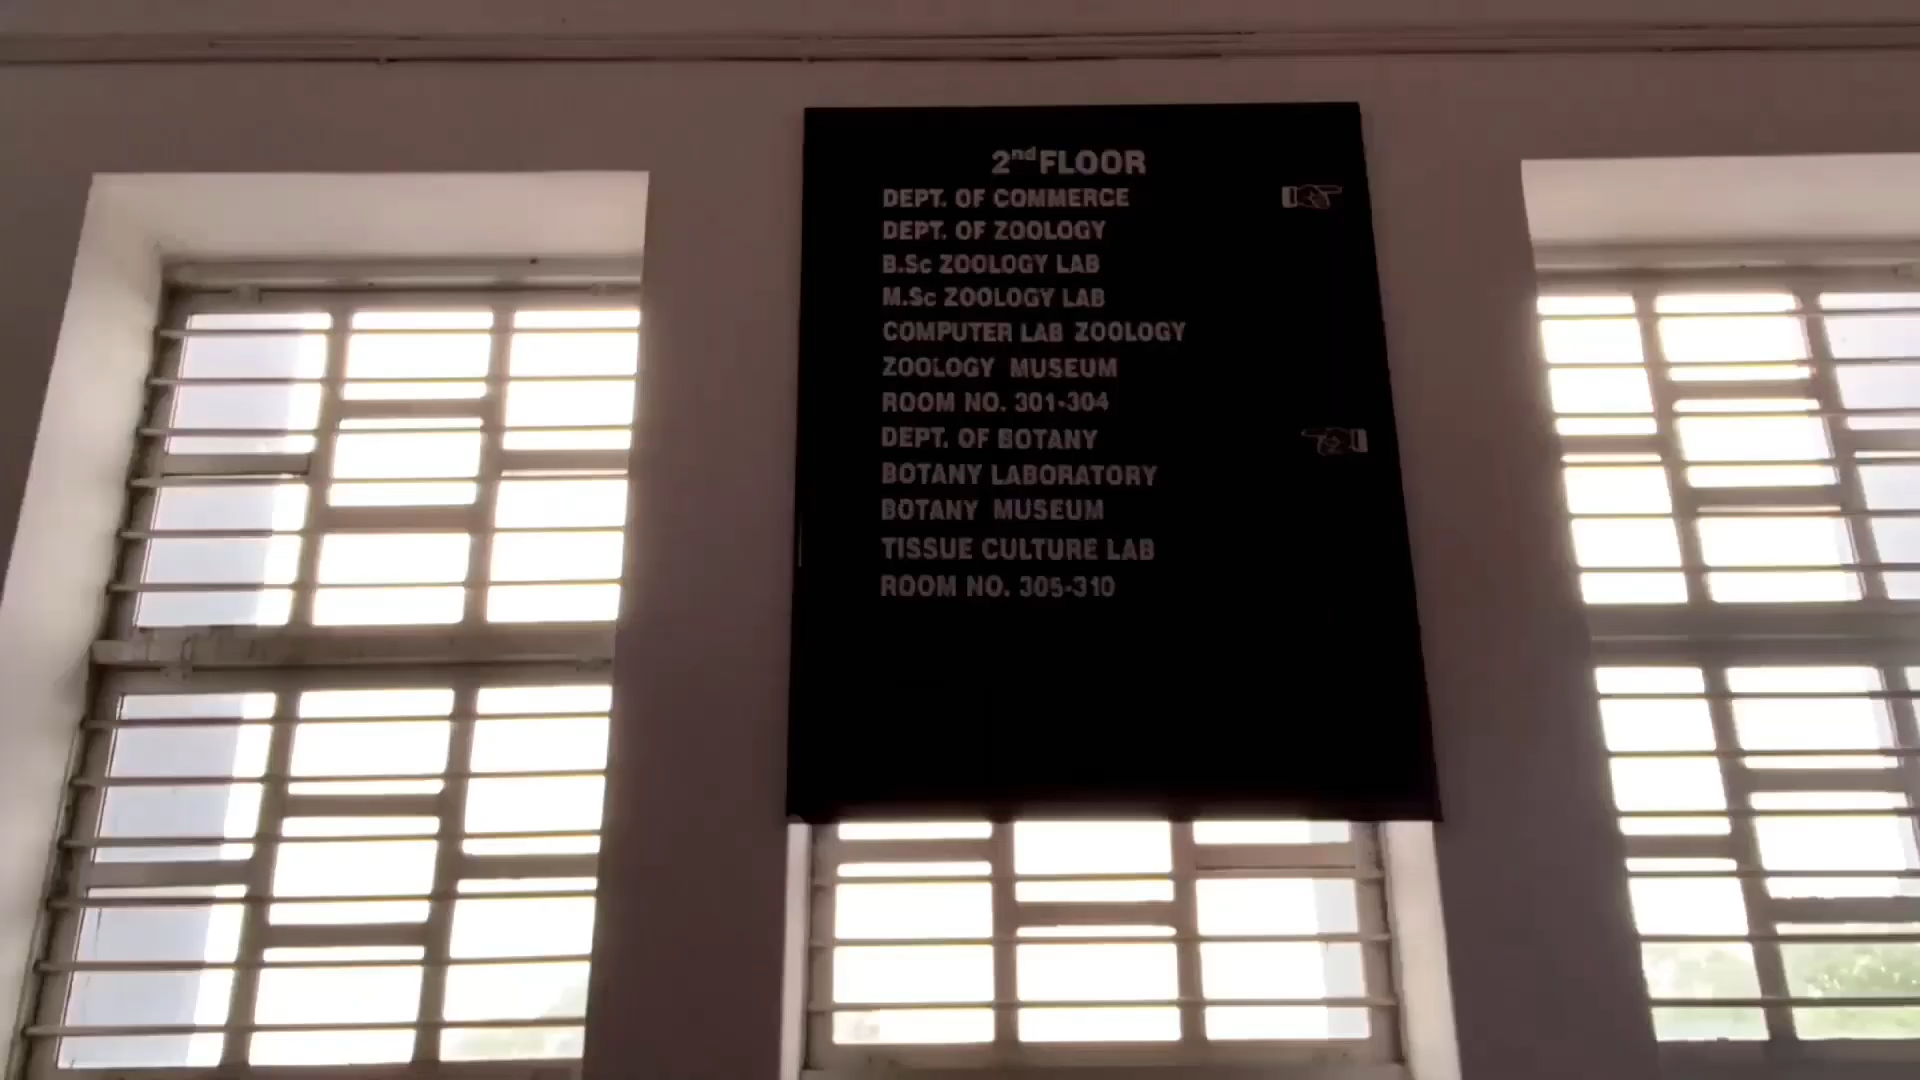 2nd FLOOR
DEPT. OF COMMERCE
DEPT. OF ZOOLOGY
B.Sc ZOOLOGY LAB
M.Sc ZOOLOGY LAB
COMPUTER LAB ZOOLOGY
ZOOLOGY MUSEUM
ROOM NO. 301-304
DEPT. OF BOTANY
BOTANY LABORATORY
BOTANY MUSEUM
TISSUE CULTURE LAB
ROOM NO. 305-310